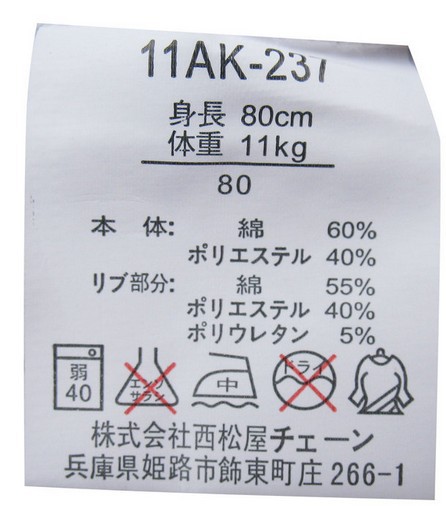 11AK-237
身長 80cm
体重 11kg
80
本 体: 綿 60%
ポリエステル 40%
リブ部分: 綿 55%
ポリエステル 40%
ポリウレタン 5%
弱 40 エンソ サラシ 中 ドライ
株式会社西松屋チェーン
兵庫県姫路市飾東町庄 266-1